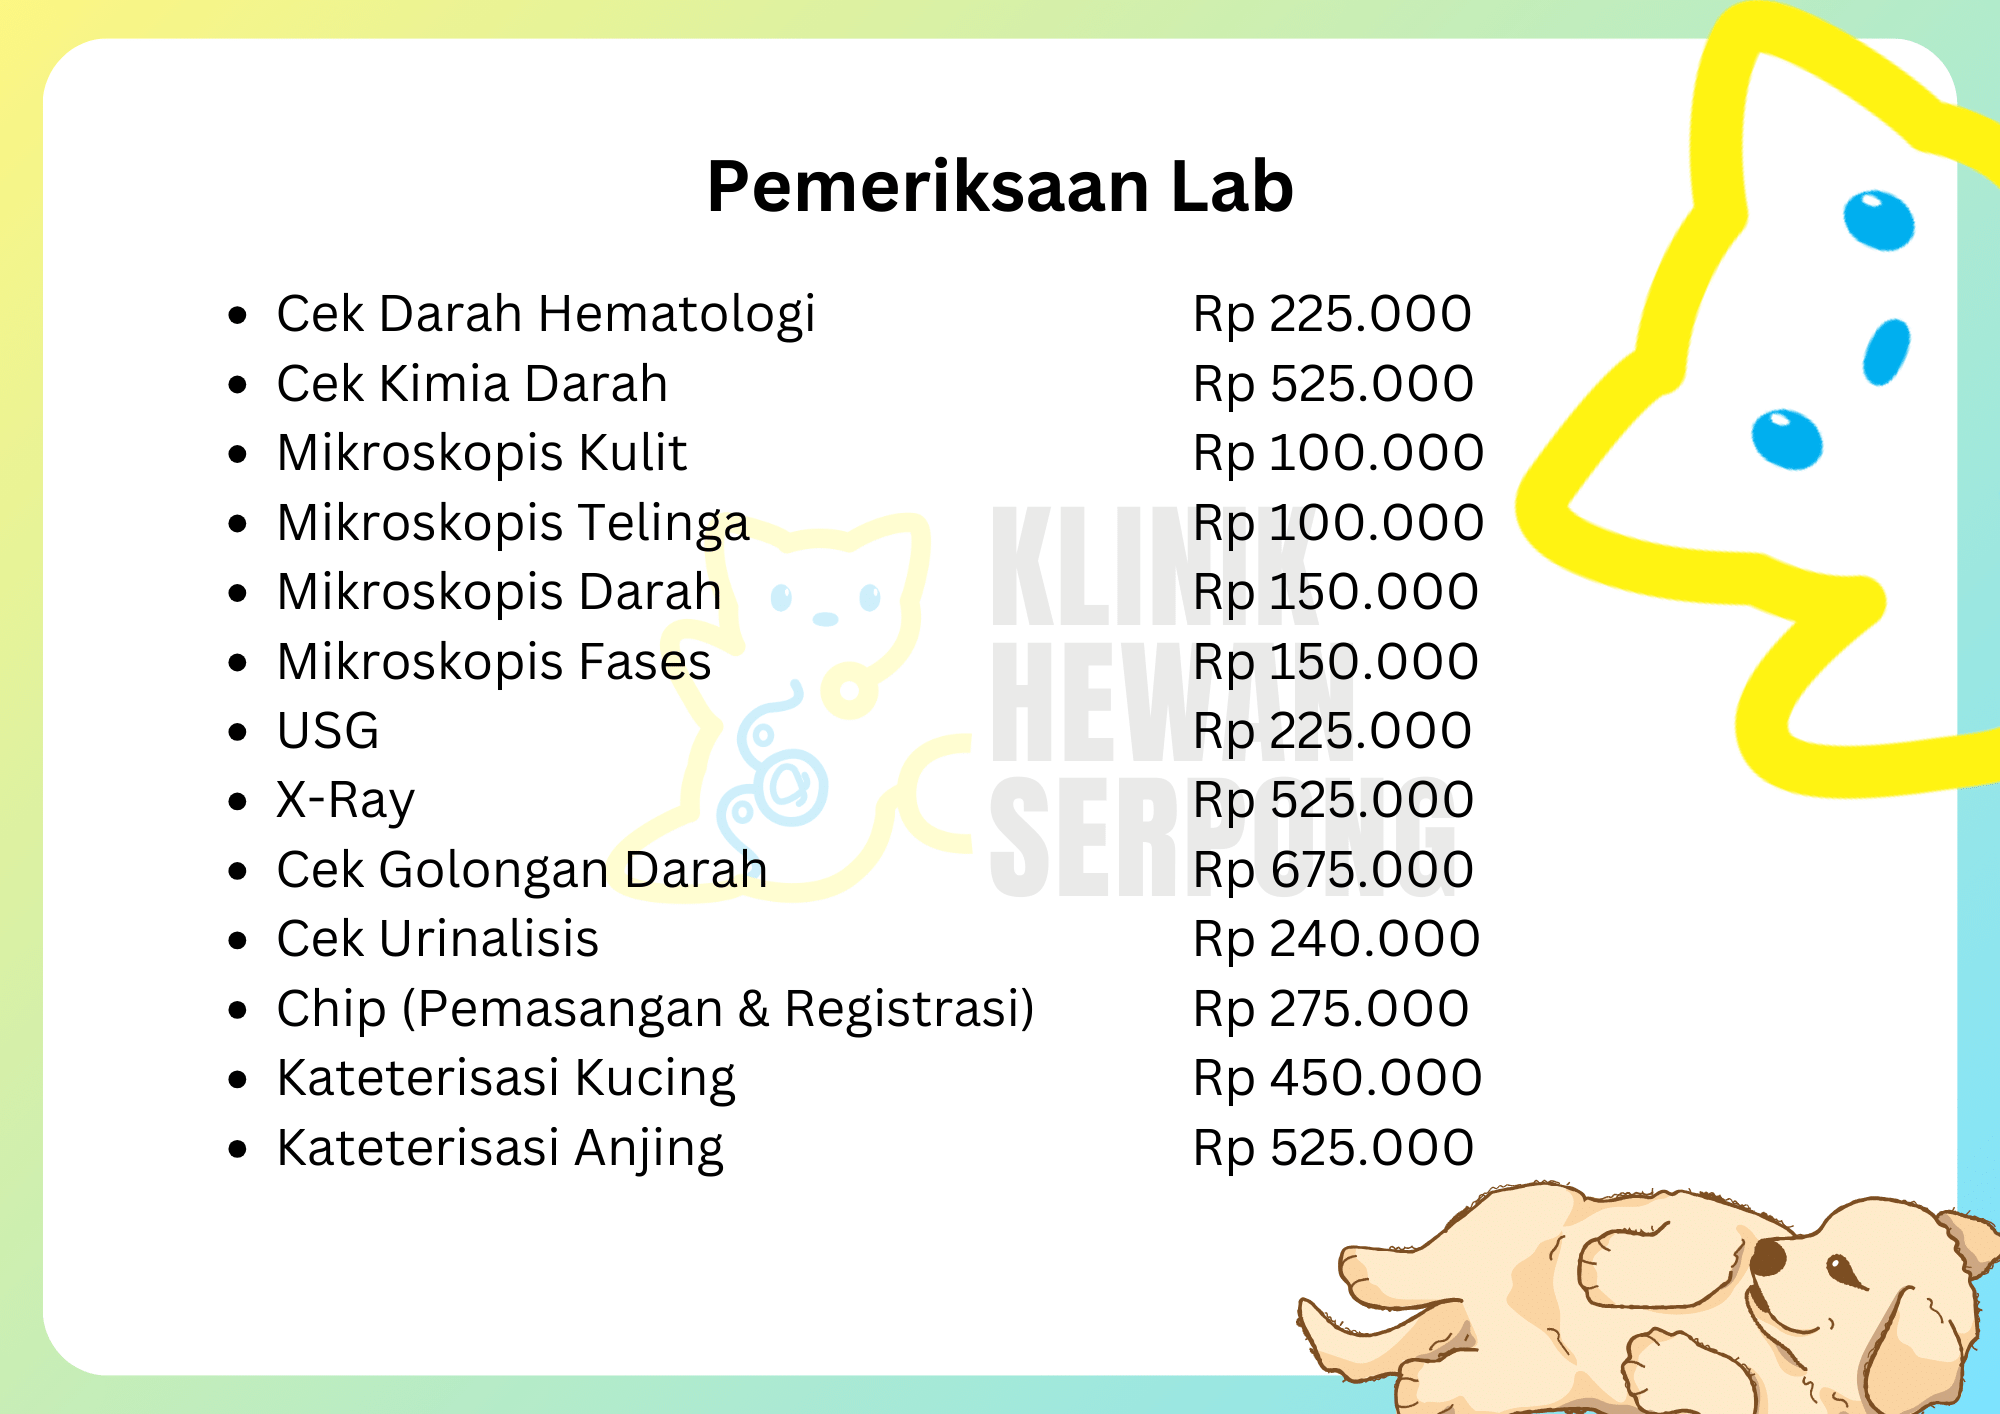 Pemeriksaan Lab
• Cek Darah Hematologi Rp 225.000
• Cek Kimia Darah Rp 525.000
• Mikroskopis Kulit Rp 100.000
• Mikroskopis Telinga Rp 100.000
• Mikroskopis Darah Rp 150.000
• Mikroskopis Fases Rp 150.000
• USG Rp 225.000
• X-Ray Rp 525.000
• Cek Golongan Darah Rp 675.000
• Cek Urinalisis Rp 240.000
• Chip (Pemasangan & Registrasi) Rp 275.000
• Kateterisasi Kucing Rp 450.000
• Kateterisasi Anjing Rp 525.000
KLINIK
HEWAN
SERPONG